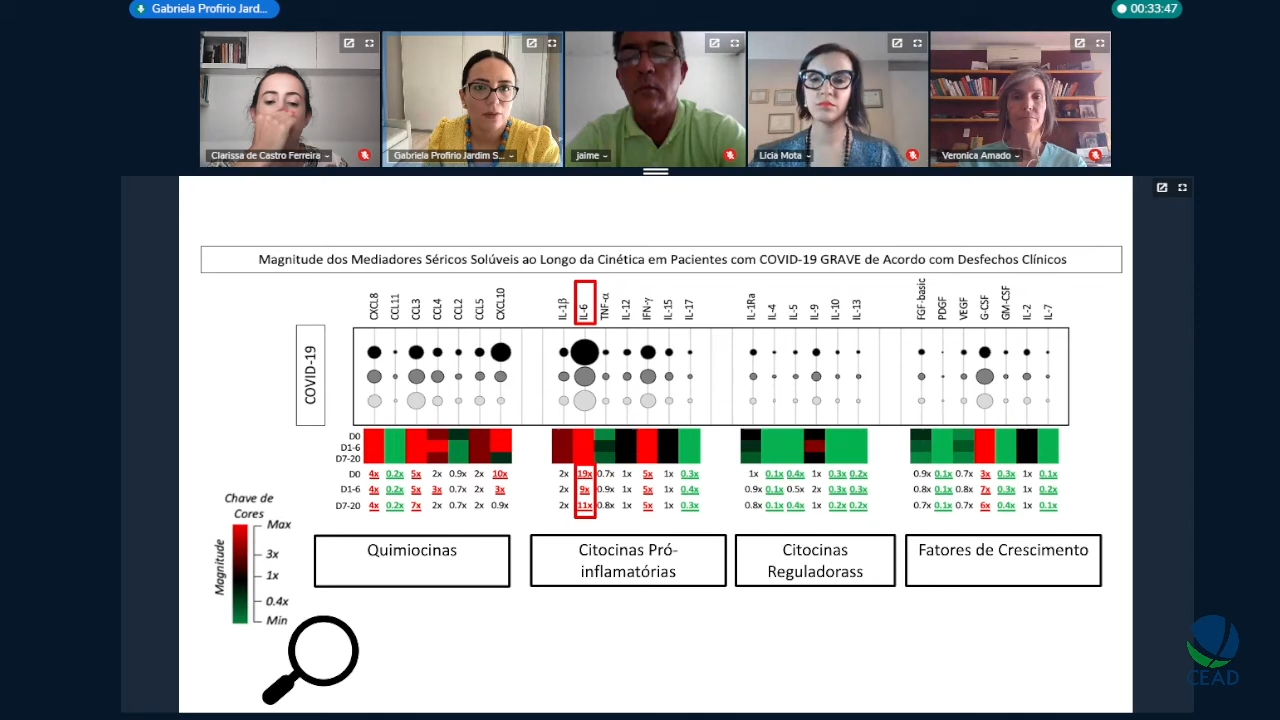 Gabriela Profirio Jard...
00:33:47
Clarissa de Castro Ferreira
Gabriela Profirio Jardim S...
jaime
Licia Mota
Veronica Amado
Magnitude dos Mediadores Séricos Solúveis ao Longo da Cinética em Pacientes com COVID-19 GRAVE de Acordo com Desfechos Clínicos
CXCL8 CCL11 CCL3 CCL4 CCL2 CCL5 CXCL10 IL-1β IL-6 TNF-α IL-12 IFN-γ IL-15 IL-17 IL-1Ra IL-4 IL-5 IL-9 IL-10 IL-13 FGF-basic PDGF VEGF G-CSF GM-CSF IL-2 IL-7
COVID-19
D0
D1-6
D7-20
D0 4x 0.2x 5x 2x 0.9x 2x 10x 2x 19x 0.7x 1x 5x 1x 0.3x 1x 0.1x 0.4x 1x 0.3x 0.2x 0.9x 0.1x 0.7x 3x 0.3x 1x 0.1x
D1-6 4x 0.2x 5x 3x 0.7x 2x 3x 2x 9x 0.9x 1x 5x 1x 0.4x 0.9x 0.1x 0.5x 2x 0.3x 0.3x 0.8x 0.1x 0.8x 7x 0.3x 1x 0.2x
D7-20 4x 0.2x 7x 2x 0.7x 2x 0.9x 2x 11x 0.8x 1x 5x 1x 0.3x 0.8x 0.1x 0.4x 1x 0.2x 0.2x 0.7x 0.1x 0.7x 6x 0.4x 1x 0.1x
Chave de
Cores
Magnitude
Max
3x
1x
0.4x
Min
Quimiocinas
Citocinas Pró-
inflamatórias
Citocinas
Reguladorass
Fatores de Crescimento
CEAD